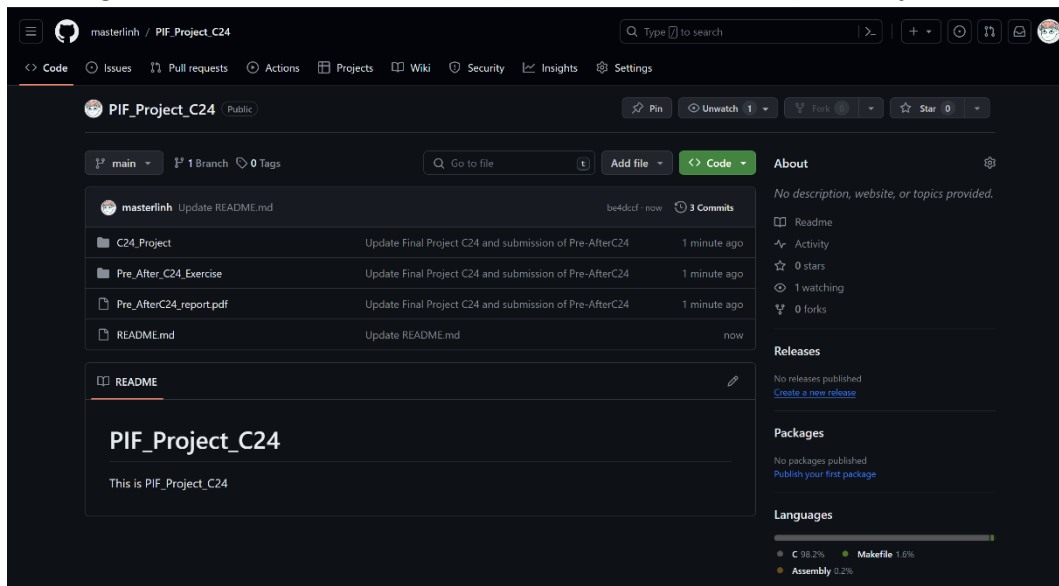 masterlinh / PIF_Project_C24
Type / to search
Code Issues Pull requests Actions Projects Wiki Security Insights Settings
PIF_Project_C24 Public
Pin Unwatch 1 Fork 0 Star 0
main 1 Branch 0 Tags
Go to file t Add file Code
masterlinh Update README.md be4dccf · now 3 Commits
C24_Project Update Final Project C24 and submission of Pre-AfterC24 1 minute ago
Pre_After_C24_Exercise Update Final Project C24 and submission of Pre-AfterC24 1 minute ago
Pre_AfterC24_report.pdf Update Final Project C24 and submission of Pre-AfterC24 1 minute ago
README.md Update README.md now
README
PIF_Project_C24
This is PIF_Project_C24
About
No description, website, or topics provided.
Readme
Activity
0 stars
1 watching
0 forks
Releases
No releases published
Create a new release
Packages
No packages published
Publish your first package
Languages
C 98.2% Makefile 1.6%
Assembly 0.2%